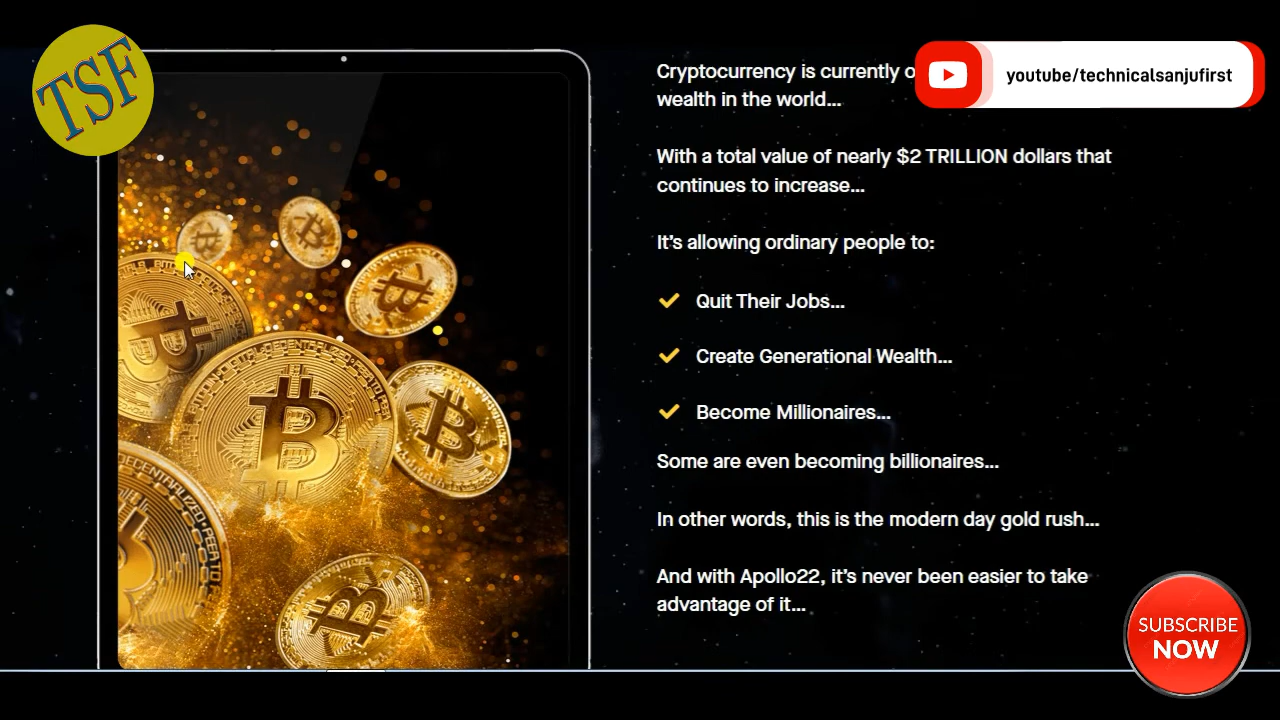 TSF
youtube/technicalsanjufirst
Cryptocurrency is currently
wealth in the world...
With a total value of nearly $2 TRILLION dollars that
continues to increase...
It's allowing ordinary people to:
Quit Their Jobs...
Create Generational Wealth...
Become Millionaires...
Some are even becoming billionaires...
In other words, this is the modern day gold rush...
And with Apollo22, it's never been easier to take
advantage of it...
SUBSCRIBE
NOW